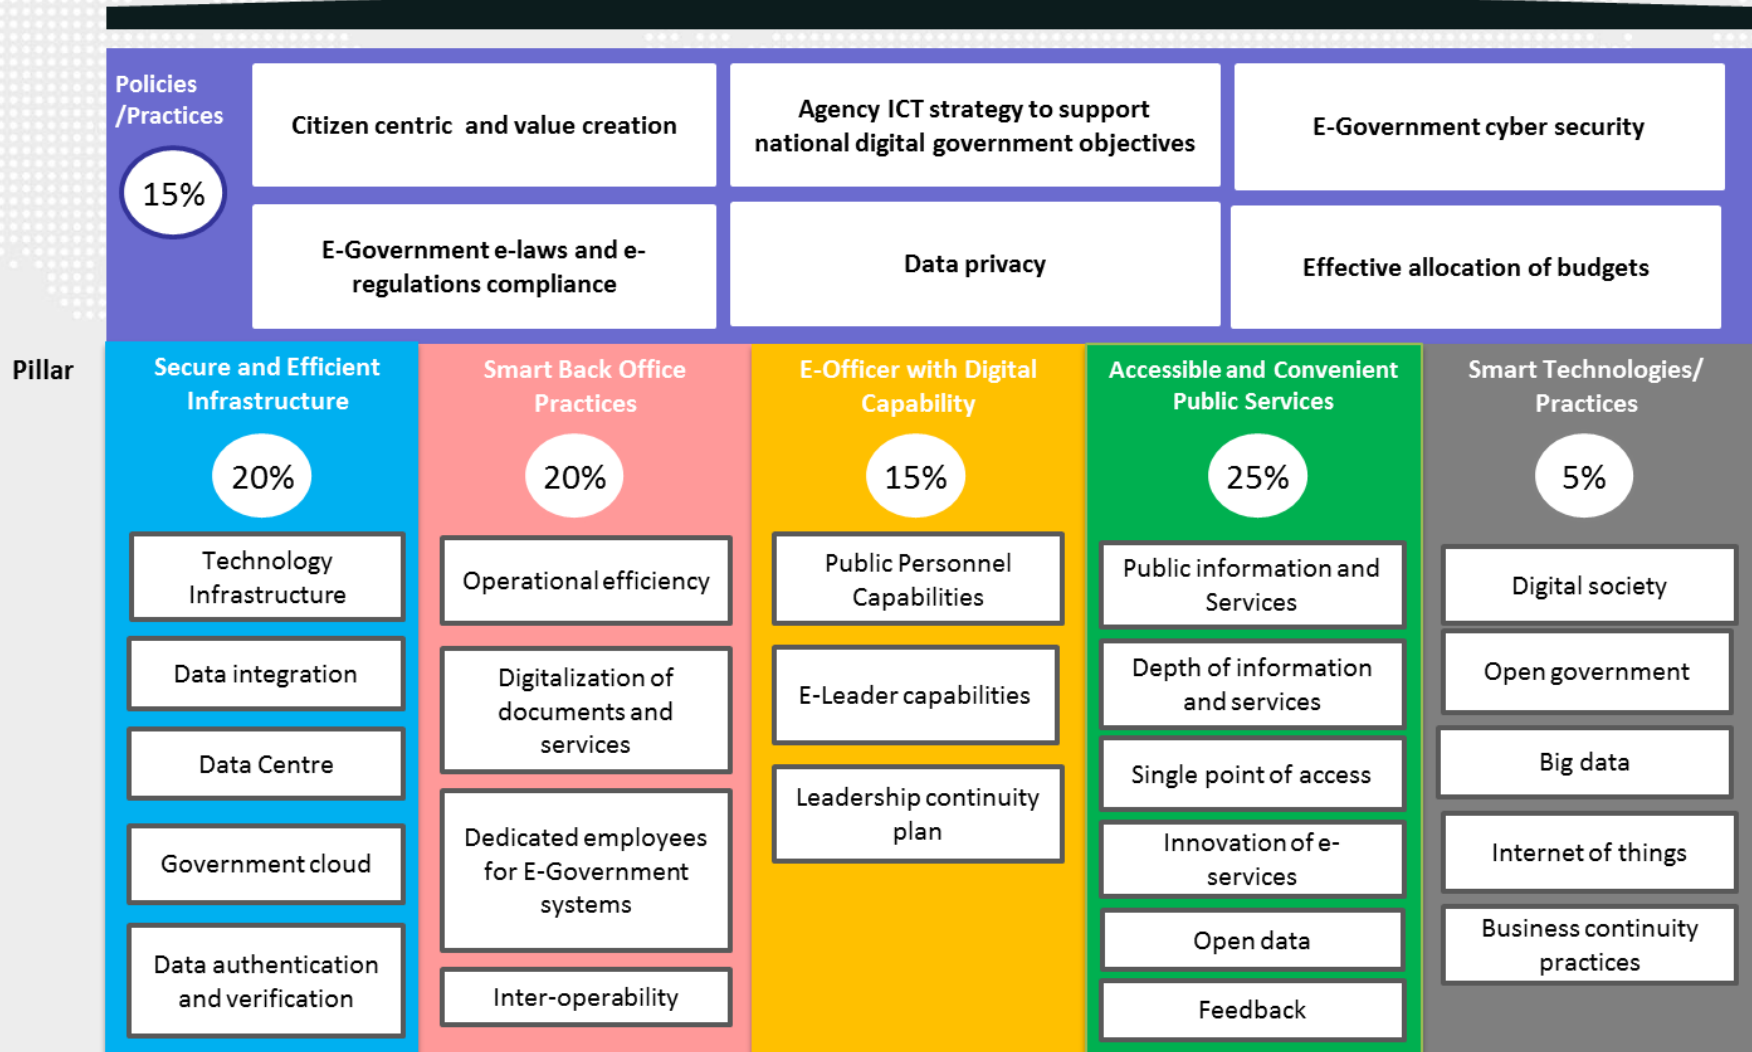 Policies
/Practices
15%
Citizen centric and value creation
Agency ICT strategy to support
national digital government objectives
E-Government cyber security
E-Government e-laws and e-
regulations compliance
Data privacy
Effective allocation of budgets
Pillar
Secure and Efficient
Infrastructure
20%
Technology
Infrastructure
Data integration
Data Centre
Government cloud
Data authentication
and verification
Smart Back Office
Practices
20%
Operational efficiency
Digitalization of
documents and
services
Dedicated employees
for E-Government
systems
Inter-operability
E-Officer with Digital
Capability
15%
Public Personnel
Capabilities
E-Leader capabilities
Leadership continuity
plan
Accessible and Convenient
Public Services
25%
Public information and
Services
Depth of information
and services
Single point of access
Innovation of e-
services
Open data
Feedback
Smart Technologies/
Practices
5%
Digital society
Open government
Big data
Internet of things
Business continuity
practices